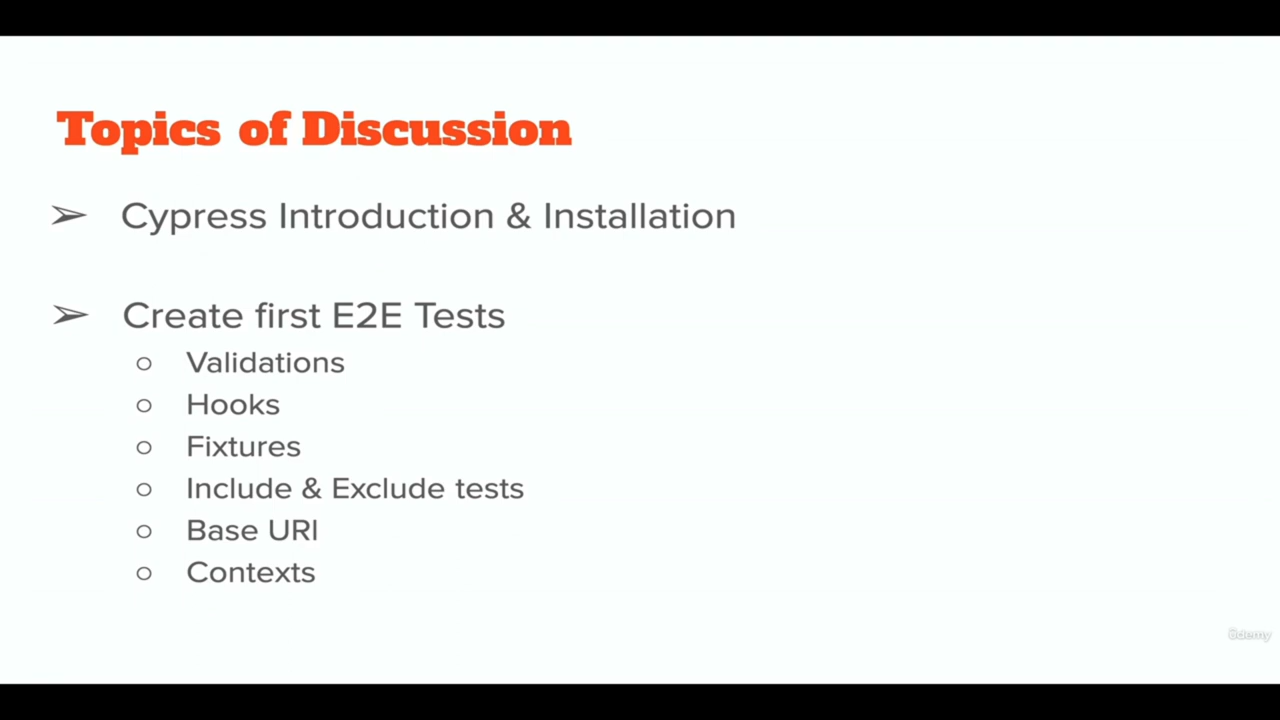 Topics of Discussion
➢ Cypress Introduction & Installation
➢ Create first E2E Tests
○ Validations
○ Hooks
○ Fixtures
○ Include & Exclude tests
○ Base URI
○ Contexts
ûdemy